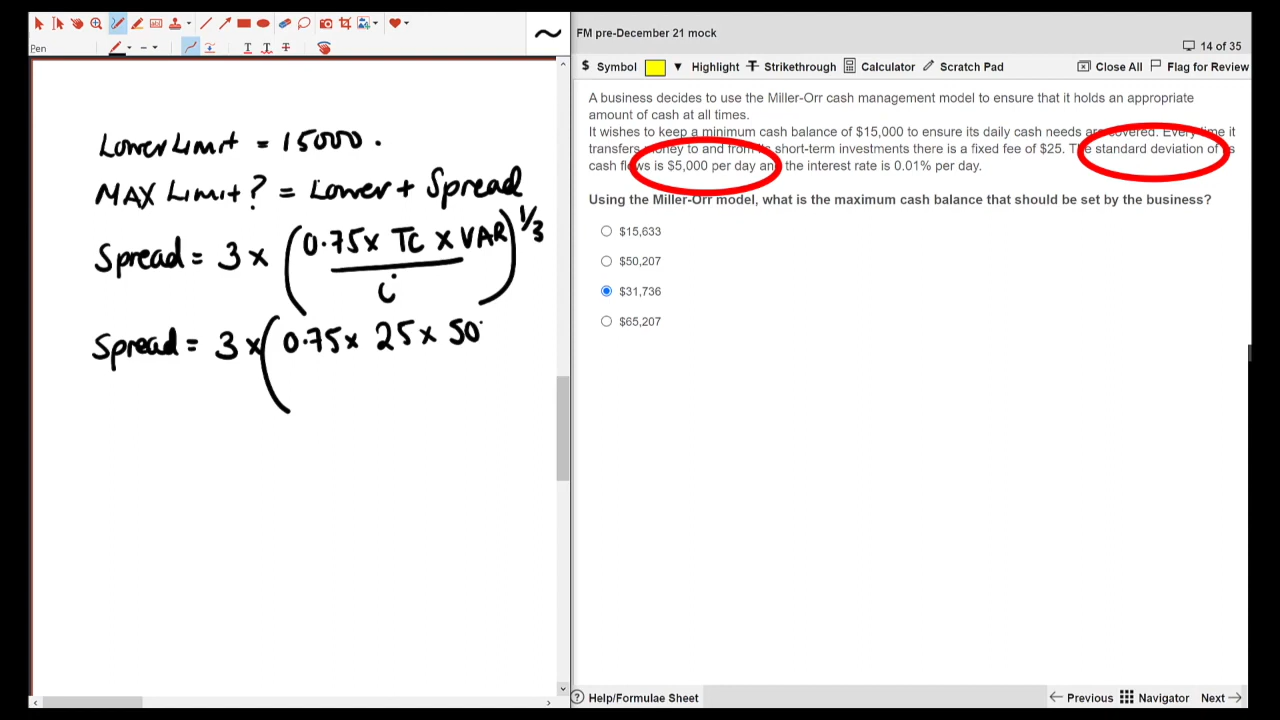 Pen
Lower Limit = 15000.
MAX Limit? = Lower + Spread
Spread = 3 × (0.75 × TC × VAR / i)^1/3
Spread = 3 × (0.75 × 25 × 50
FM pre-December 21 mock
14 of 35
$ Symbol Highlight Strikethrough Calculator Scratch Pad Close All Flag for Review
A business decides to use the Miller-Orr cash management model to ensure that it holds an appropriate
amount of cash at all times.
It wishes to keep a minimum cash balance of $15,000 to ensure its daily cash needs are covered. Every time it
transfers money to and from its short-term investments there is a fixed fee of $25. The standard deviation of its
cash flows is $5,000 per day and the interest rate is 0.01% per day.
Using the Miller-Orr model, what is the maximum cash balance that should be set by the business?
$15,633
$50,207
$31,736
$65,207
Help/Formulae Sheet
Previous Navigator Next